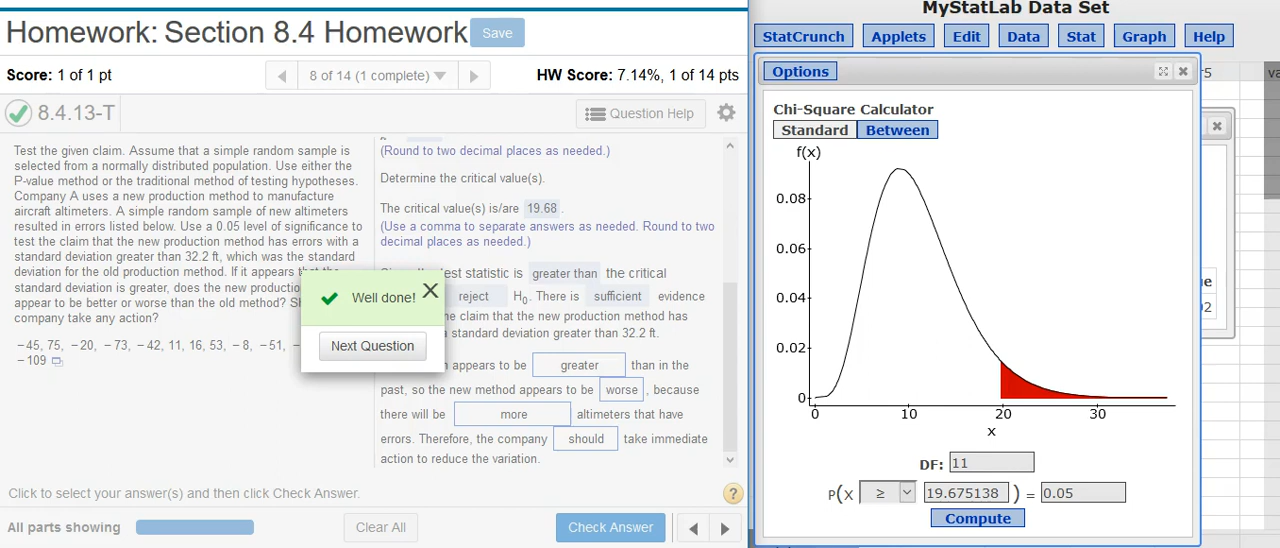 Homework: Section 8.4 Homework
Save
Score: 1 of 1 pt
8 of 14 (1 complete)
HW Score: 7.14%, 1 of 14 pts
8.4.13-T
Question Help
Test the given claim. Assume that a simple random sample is
selected from a normally distributed population. Use either the
P-value method or the traditional method of testing hypotheses.
Company A uses a new production method to manufacture
aircraft altimeters. A simple random sample of new altimeters
resulted in errors listed below. Use a 0.05 level of significance to
test the claim that the new production method has errors with a
standard deviation greater than 32.2 ft, which was the standard
deviation for the old production method. If it appears that the
standard deviation is greater, does the new production
appear to be better or worse than the old method?
company take any action?
−45, 75, −20, −73, −42, 11, 16, 53, −8, −51,
−109
(Round to two decimal places as needed.)
Determine the critical value(s).
The critical value(s) is/are 19.68 .
(Use a comma to separate answers as needed. Round to two
decimal places as needed.)
test statistic is greater than the critical
reject H0. There is sufficient evidence
the claim that the new production method has
standard deviation greater than 32.2 ft.
appears to be greater than in the
past, so the new method appears to be worse , because
there will be more altimeters that have
errors. Therefore, the company should take immediate
action to reduce the variation.
Well done!
Next Question
Click to select your answer(s) and then click Check Answer.
?
All parts showing
Clear All
Check Answer
MyStatLab Data Set
StatCrunch
Applets
Edit
Data
Stat
Graph
Help
Options
Chi-Square Calculator
Standard
Between
f(x)
0.08
0.06
0.04
0.02
0
0
10
20
30
x
DF: 11
P(X ≥ 19.675138 ) = 0.05
Compute